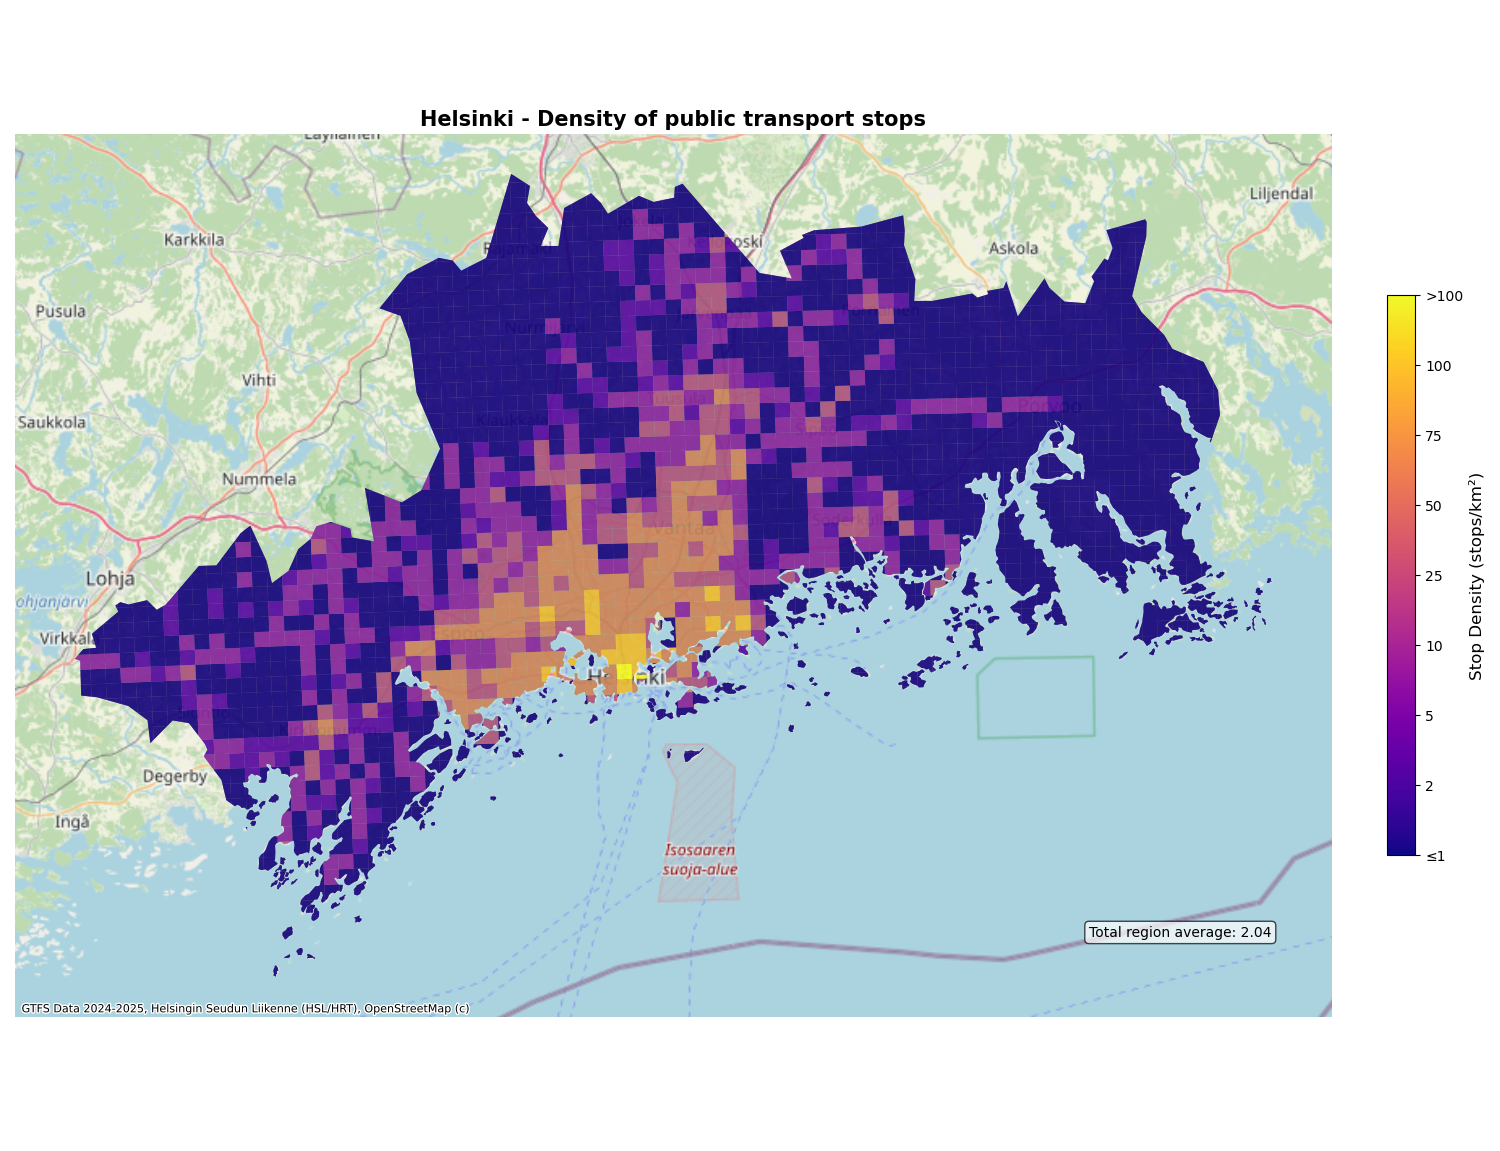 Helsinki - Density of public transport stops
Liljendal
Karkkila
Askola
Pusula
Vihti
Saukkola
Porvoo
Nummela
Vantaa
Lohja
Virkkala
Degerby
Ingå
Isosaaren
suoja-alue
Total region average: 2.04
GTFS Data 2024-2025, Helsingin Seudun Liikenne (HSL/HRT), OpenStreetMap (c)
>100
100
75
50
25
10
5
2
≤1
Stop Density (stops/km²)